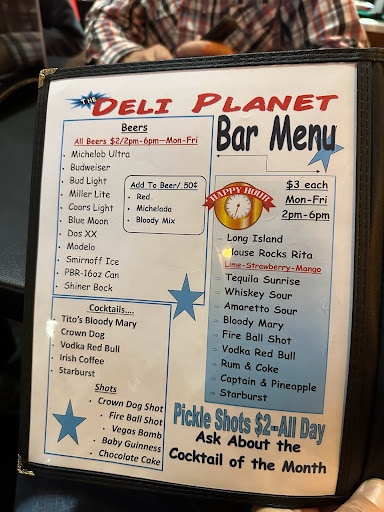 THE DELI PLANET
Bar Menu
Beers
All Beers $2/2pm-6pm—Mon-Fri
Michelob Ultra
Budweiser
Bud Light
Miller Lite
Coors Light
Blue Moon
Dos XX
Modelo
Smirnoff Ice
PBR-16oz Can
Shiner Bock
Add To Beer/ 50¢
Red
Michelada
Bloody Mix
Cocktails....
Tito's Bloody Mary
Crown Dog
Vodka Red Bull
Irish Coffee
Starburst
Shots
Crown Dog Shot
Fire Ball Shot
Vegas Bomb
Baby Guinness
Chocolate Cake
HAPPY HOUR
$3 each
Mon-Fri
2pm-6pm
Long Island
House Rocks Rita
Lime-Strawberry-Mango
Tequila Sunrise
Whiskey Sour
Amaretto Sour
Bloody Mary
Fire Ball Shot
Vodka Red Bull
Rum & Coke
Captain & Pineapple
Starburst
Pickle Shots $2-All Day
Ask About the
Cocktail of the Month